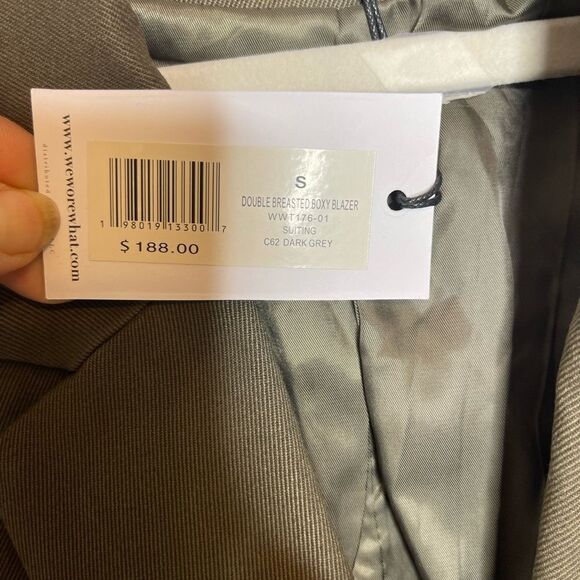 www.weworewhat.com
distributed
S
DOUBLE BREASTED BOXY BLAZER
WWT176-01
SUITING
C62 DARK GREY
1 98019 13300 7
$ 188.00